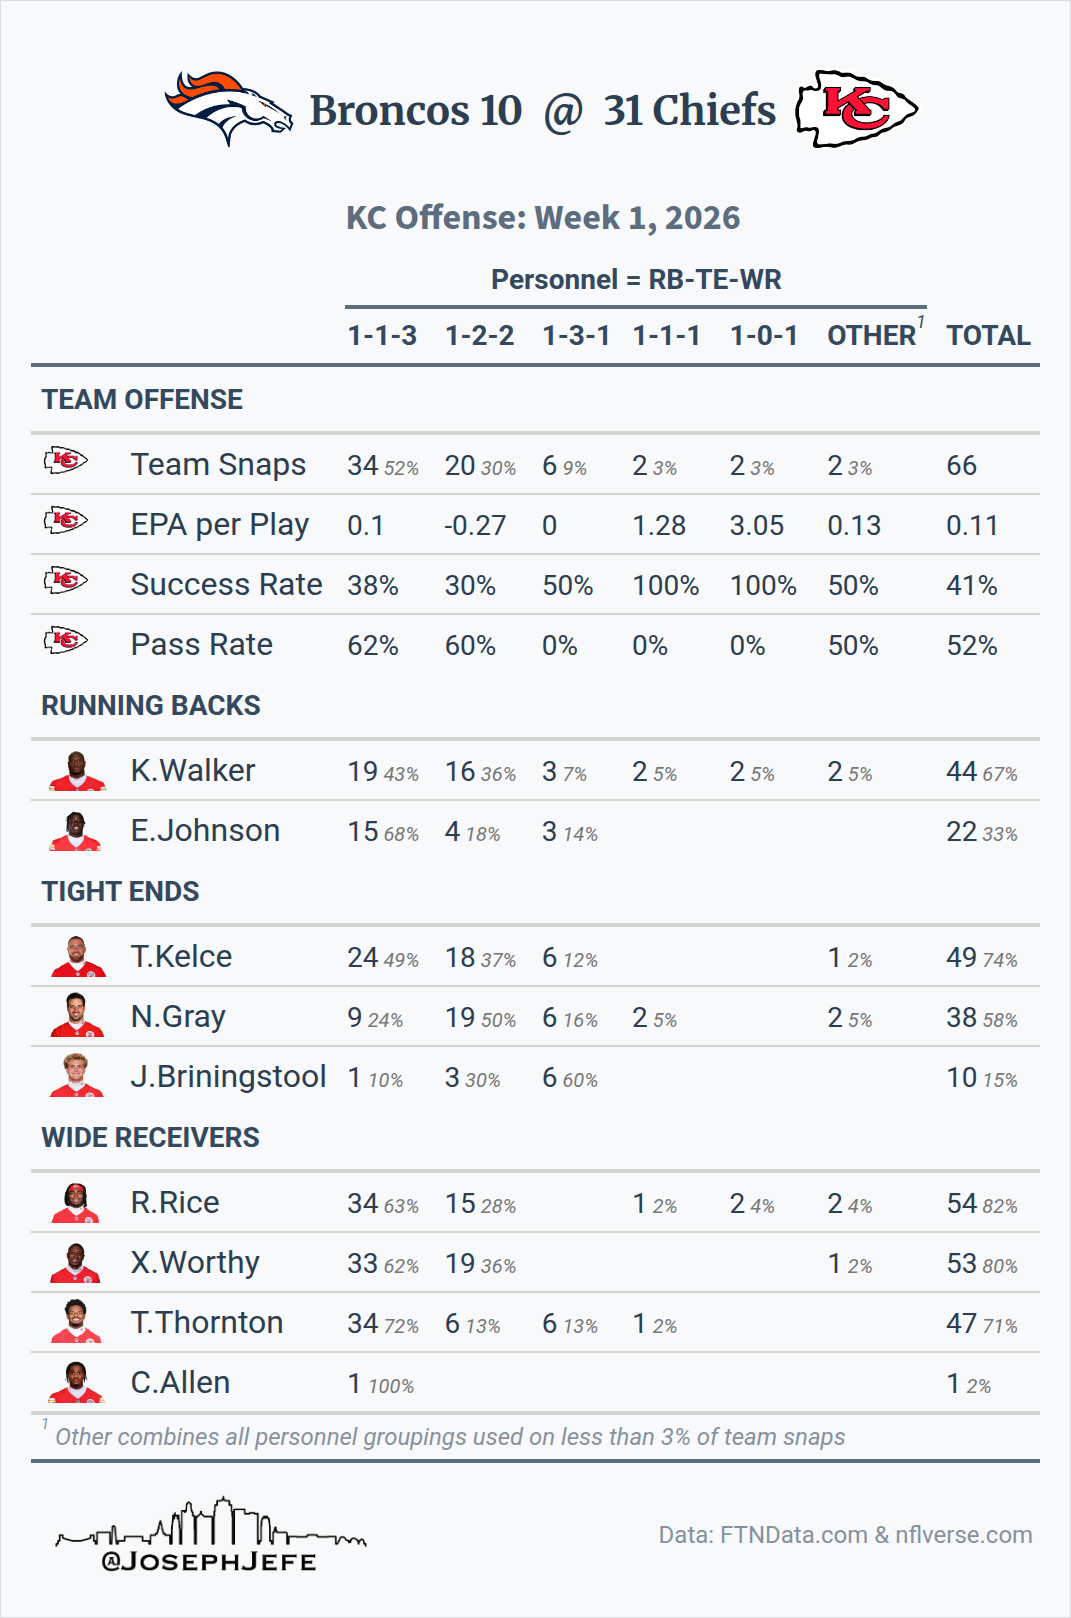 Broncos 10 @ 31 Chiefs
KC Offense: Week 1, 2026
Personnel = RB-TE-WR
1-1-3 1-2-2 1-3-1 1-1-1 1-0-1 OTHER1 TOTAL
TEAM OFFENSE
Team Snaps 34 52% 20 30% 6 9% 2 3% 2 3% 2 3% 66
EPA per Play 0.1 -0.27 0 1.28 3.05 0.13 0.11
Success Rate 38% 30% 50% 100% 100% 50% 41%
Pass Rate 62% 60% 0% 0% 0% 50% 52%
RUNNING BACKS
K.Walker 19 43% 16 36% 3 7% 2 5% 2 5% 2 5% 44 67%
E.Johnson 15 68% 4 18% 3 14% 22 33%
TIGHT ENDS
T.Kelce 24 49% 18 37% 6 12% 1 2% 49 74%
N.Gray 9 24% 19 50% 6 16% 2 5% 2 5% 38 58%
J.Briningstool 1 10% 3 30% 6 60% 10 15%
WIDE RECEIVERS
R.Rice 34 63% 15 28% 1 2% 2 4% 2 4% 54 82%
X.Worthy 33 62% 19 36% 1 2% 53 80%
T.Thornton 34 72% 6 13% 6 13% 1 2% 47 71%
C.Allen 1 100% 1 2%
1 Other combines all personnel groupings used on less than 3% of team snaps
@JOSEPHJEFE
Data: FTNData.com & nflverse.com